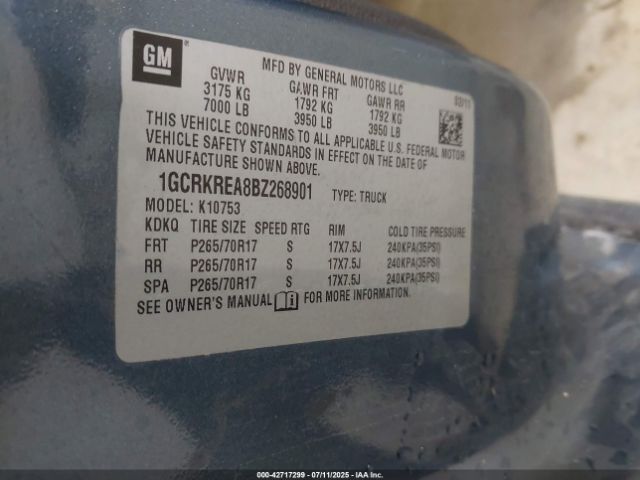 GM
MFD BY GENERAL MOTORS LLC
GVWR GAWR FRT GAWR RR
3175 KG 1792 KG 1792 KG
7000 LB 3950 LB 3950 LB
03/11
THIS VEHICLE CONFORMS TO ALL APPLICABLE U.S. FEDERAL MOTOR
VEHICLE SAFETY STANDARDS IN EFFECT ON THE DATE OF
MANUFACTURE SHOWN ABOVE.
1GCRKREA8BZ268901 TYPE: TRUCK
MODEL: K10753
KDKQ TIRE SIZE SPEED RTG RIM COLD TIRE PRESSURE
FRT P265/70R17 S 17X7.5J 240KPA(35PSI)
RR P265/70R17 S 17X7.5J 240KPA(35PSI)
SPA P265/70R17 S 17X7.5J 240KPA(35PSI)
SEE OWNER'S MANUAL FOR MORE INFORMATION.
000-42717299 - 07/11/2025 - IAAI.COM